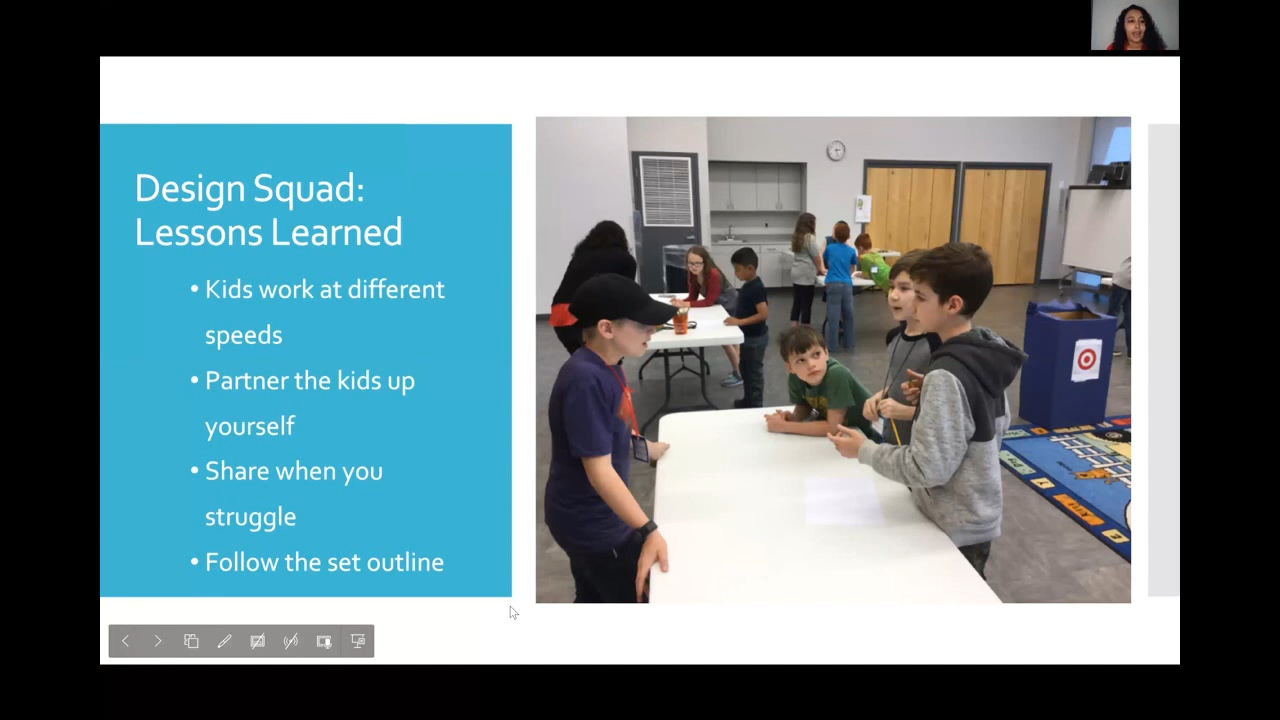 Design Squad:
Lessons Learned
• Kids work at different
speeds
• Partner the kids up
yourself
• Share when you
struggle
• Follow the set outline